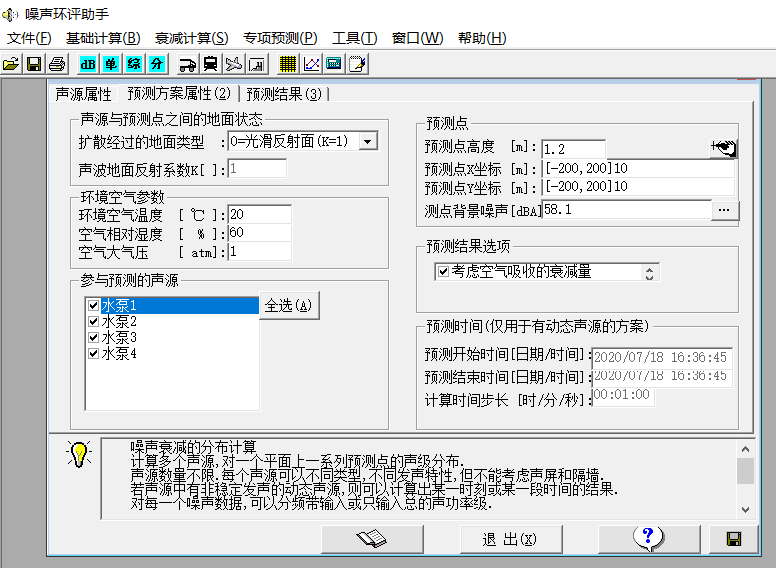 噪声环评助手
文件(F) 基础计算(B) 衰减计算(S) 专项预测(P) 工具(T) 窗口(W) 帮助(H)
dB 单 综 分
声源属性 预测方案属性(2) 预测结果(3)
声源与预测点之间的地面状态
扩散经过的地面类型 :0=光滑反射面(K=1)
声波地面反射系数K[ ]:1
环境空气参数
环境空气温度 [ ℃ ]:20
空气相对湿度 [ % ]:60
空气大气压 [ atm]:1
参与预测的声源
水泵1
水泵2
水泵3
水泵4
全选(A)
预测点
预测点高度 [m]:1.2
预测点X坐标 [m]:[-200,200]10
预测点Y坐标 [m]:[-200,200]10
测点背景噪声[dBA]58.1 ...
预测结果选项
考虑空气吸收的衰减量
预测时间(仅用于有动态声源的方案)
预测开始时间[日期/时间]:2020/07/18 16:36:45
预测结束时间[日期/时间]:2020/07/18 16:36:45
计算时间步长 [时/分/秒]:00:01:00
噪声衰减的分布计算
计算多个声源,对一个平面上一系列预测点的声级分布.
声源数量不限.每个声源可以不同类型,不同发声特性,但不能考虑声屏和隔墙.
若声源中有非稳定发声的动态声源,则可以计算出某一时刻或某一段时间的结果.
对每一个噪声数据,可以分频带输入或只输入总的声功率级.
退 出(X)
?